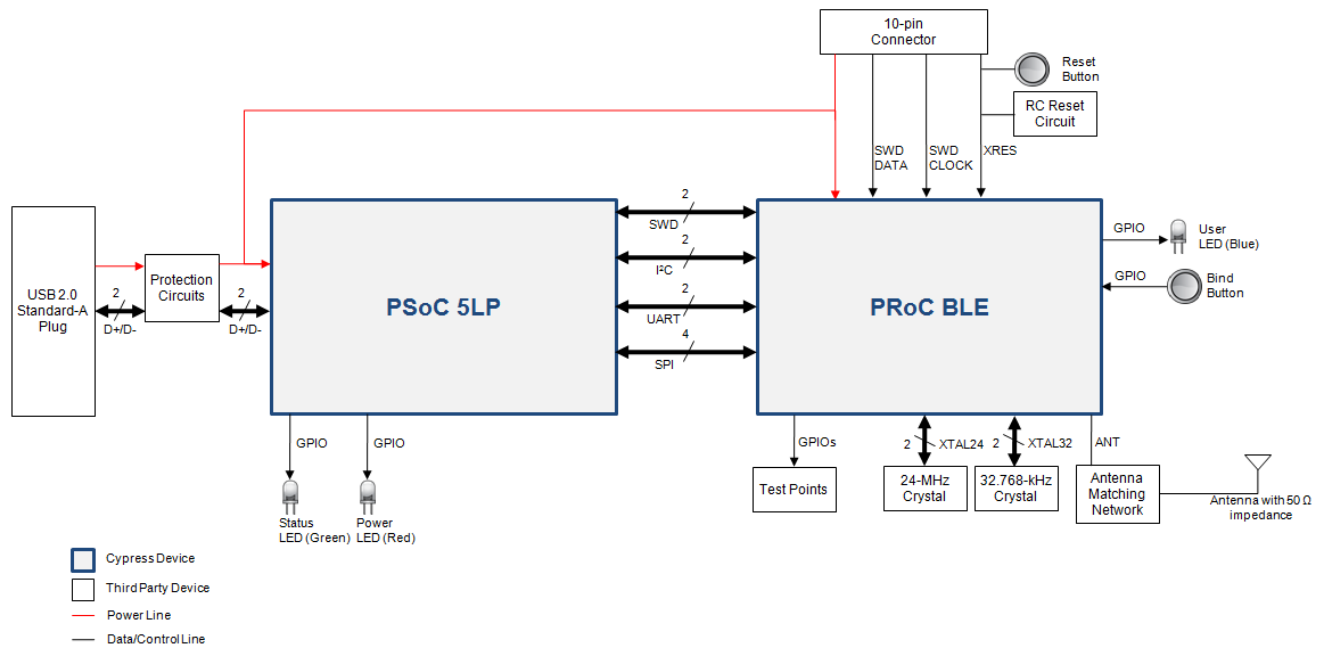 10-pin
Connector
Reset
Button
RC Reset
Circuit
SWD
DATA
SWD
CLOCK
XRES
USB 2.0
Standard-A
Plug
2
D+/D-
Protection
Circuits
2
D+/D-
PSoC 5LP
2
SWD
2
I²C
2
UART
4
SPI
PRoC BLE
GPIO
User
LED (Blue)
GPIO
Bind
Button
GPIO
Status
LED (Green)
GPIO
Power
LED (Red)
GPIOs
Test Points
2
XTAL24
24-MHz
Crystal
2
XTAL32
32.768-kHz
Crystal
ANT
Antenna
Matching
Network
Antenna with 50 Ω
impedance
Cypress Device
Third Party Device
Power Line
Data/Control Line